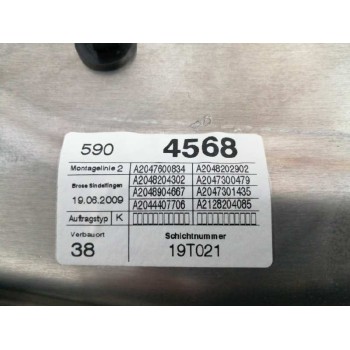 590 4568
Montagelinie 2 A2047600834 A2048202902
Brose Sindelfingen A2048204302 A2047300479
19.06.2009 A2048904667 A2047301435
Auftragstyp K A2044407706 A2128204085
Verbauort Schichtnummer
38 19T021